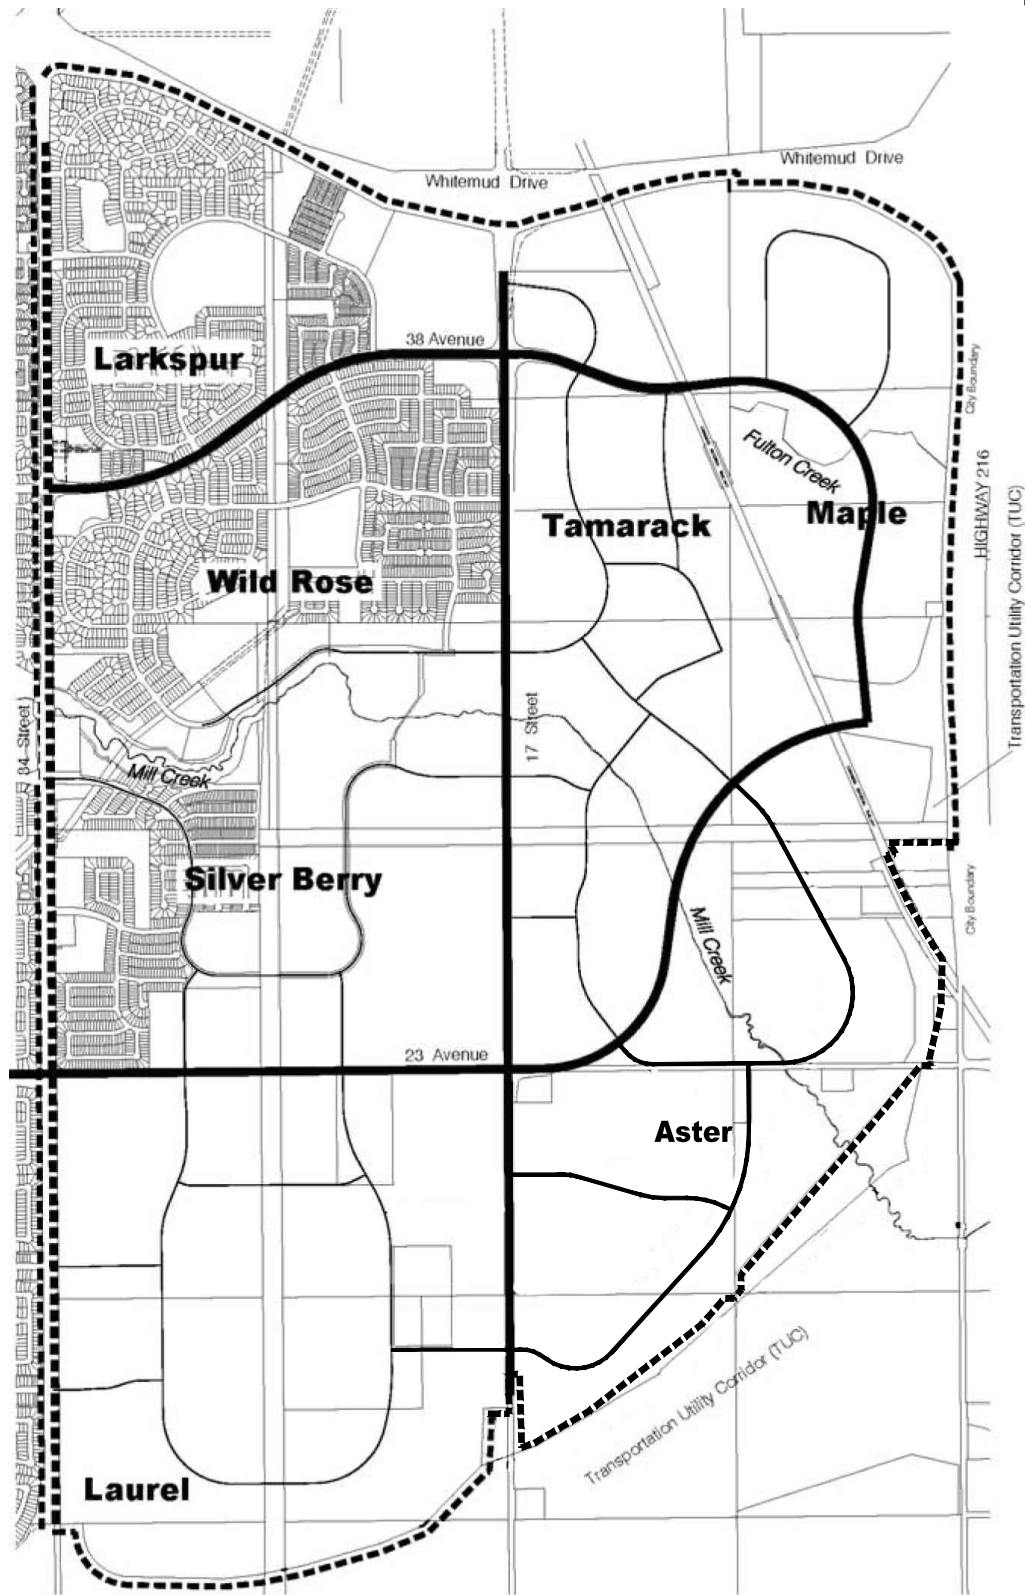 Whitemud Drive
Whitemud Drive
38 Avenue
Larkspur
City Boundary
Fulton Creek
HIGHWAY 216
Maple
Tamarack
Transportation Utility Corridor (TUC)
Wild Rose
34 Street
17 Street
Mill Creek
Silver Berry
City Boundary
Mill Creek
23 Avenue
Aster
Transportation Utility Corridor (TUC)
Laurel